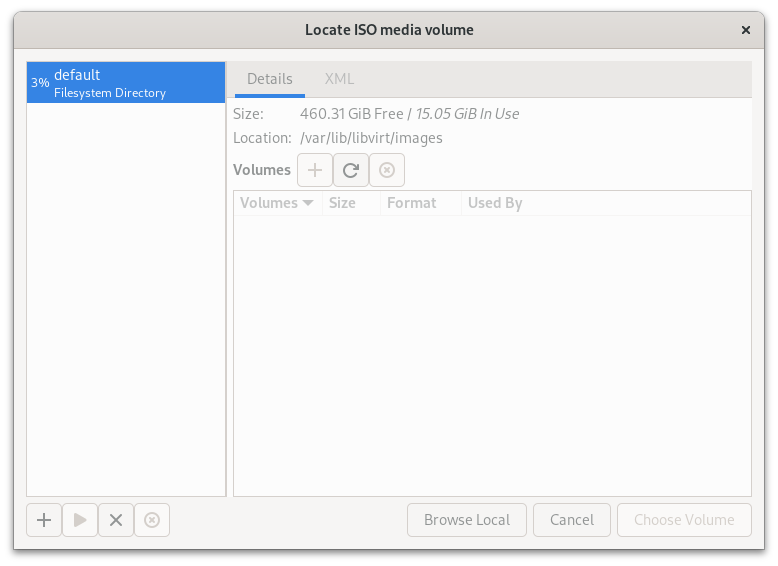 Locate ISO media volume
3% default
Filesystem Directory
Details XML
Size: 460.31 GiB Free / 15.05 GiB In Use
Location: /var/lib/libvirt/images
Volumes
Volumes Size Format Used By
Browse Local Cancel Choose Volume